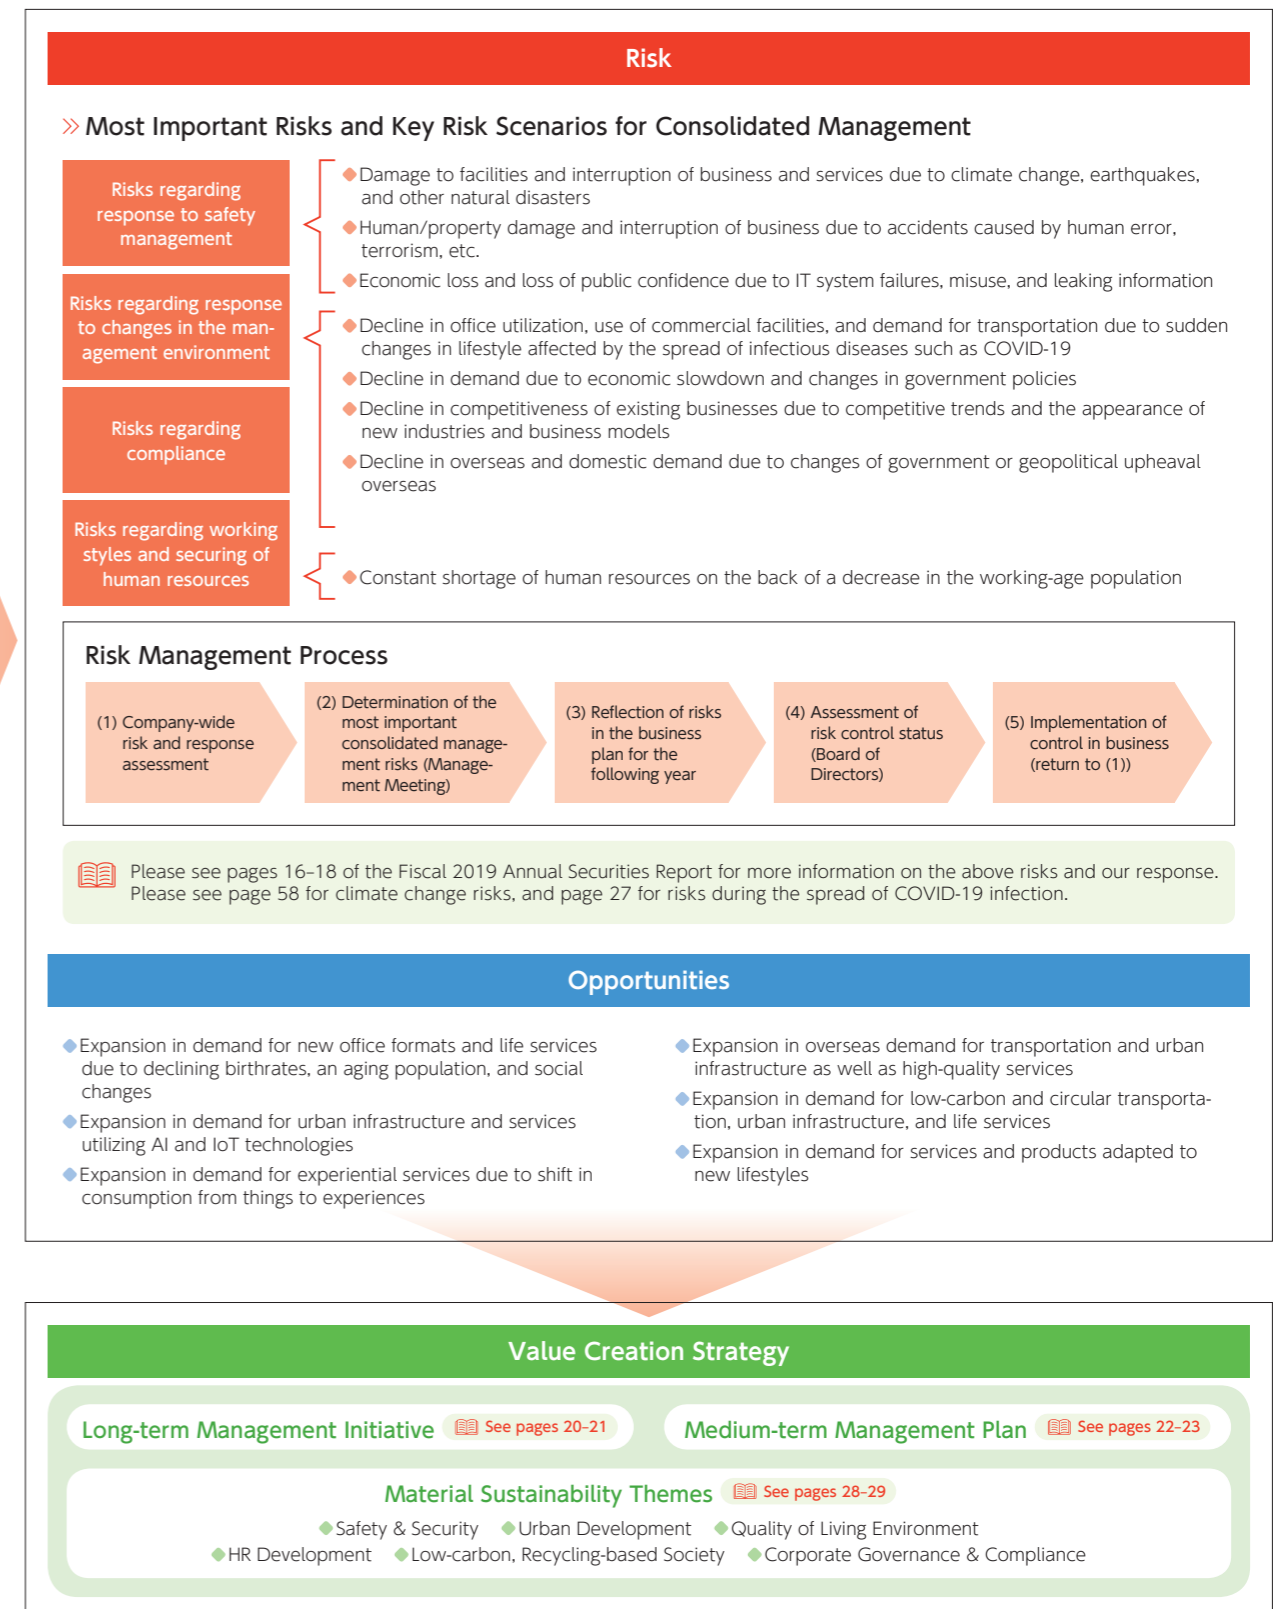 Risk
» Most Important Risks and Key Risk Scenarios for Consolidated Management
Risks regarding
response to safety
management
◆Damage to facilities and interruption of business and services due to climate change, earthquakes,
and other natural disasters
◆Human/property damage and interruption of business due to accidents caused by human error,
terrorism, etc.
◆Economic loss and loss of public confidence due to IT system failures, misuse, and leaking information
Risks regarding response
to changes in the man-
agement environment
◆Decline in office utilization, use of commercial facilities, and demand for transportation due to sudden
changes in lifestyle affected by the spread of infectious diseases such as COVID-19
◆Decline in demand due to economic slowdown and changes in government policies
◆Decline in competitiveness of existing businesses due to competitive trends and the appearance of
new industries and business models
◆Decline in overseas and domestic demand due to changes of government or geopolitical upheaval
overseas
Risks regarding
compliance
Risks regarding working
styles and securing of
human resources
◆Constant shortage of human resources on the back of a decrease in the working-age population
Risk Management Process
(1) Company-wide
risk and response
assessment
(2) Determination of the
most important
consolidated manage-
ment risks (Manage-
ment Meeting)
(3) Reflection of risks
in the business
plan for the
following year
(4) Assessment of
risk control status
(Board of
Directors)
(5) Implementation of
control in business
(return to (1))
Please see pages 16–18 of the Fiscal 2019 Annual Securities Report for more information on the above risks and our response.
Please see page 58 for climate change risks, and page 27 for risks during the spread of COVID-19 infection.
Opportunities
◆Expansion in demand for new office formats and life services
due to declining birthrates, an aging population, and social
changes
◆Expansion in demand for urban infrastructure and services
utilizing AI and IoT technologies
◆Expansion in demand for experiential services due to shift in
consumption from things to experiences
◆Expansion in overseas demand for transportation and urban
infrastructure as well as high-quality services
◆Expansion in demand for low-carbon and circular transporta-
tion, urban infrastructure, and life services
◆Expansion in demand for services and products adapted to
new lifestyles
Value Creation Strategy
Long-term Management Initiative See pages 20–21
Medium-term Management Plan See pages 22–23
Material Sustainability Themes See pages 28–29
◆Safety & Security ◆Urban Development ◆Quality of Living Environment
◆HR Development ◆Low-carbon, Recycling-based Society ◆Corporate Governance & Compliance